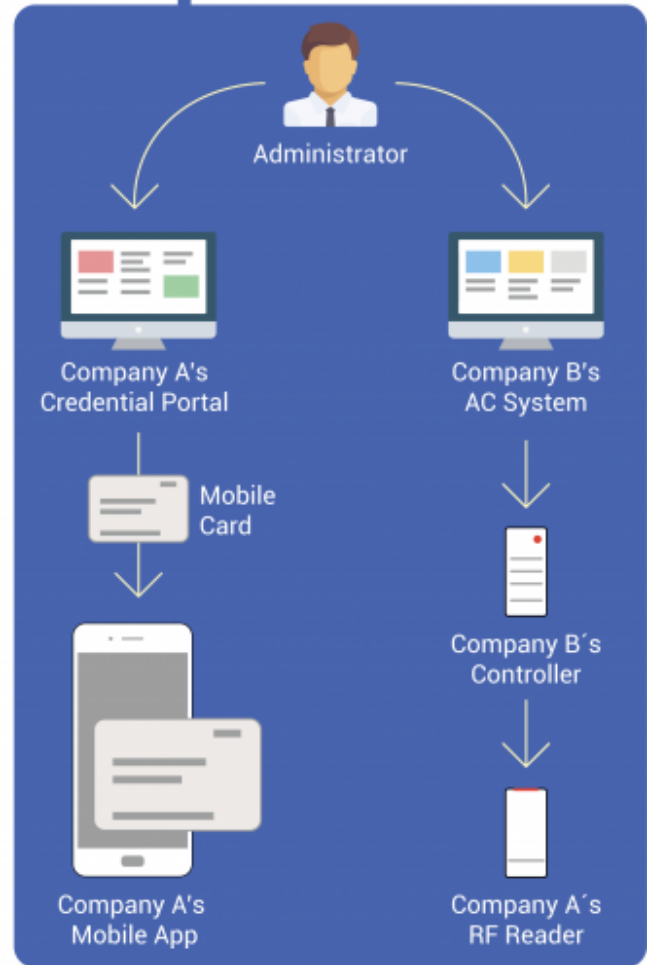 Administrator
Company A's
Credential Portal
Company B's
AC System
Mobile
Card
Company B´s
Controller
Company A's
Mobile App
Company A´s
RF Reader